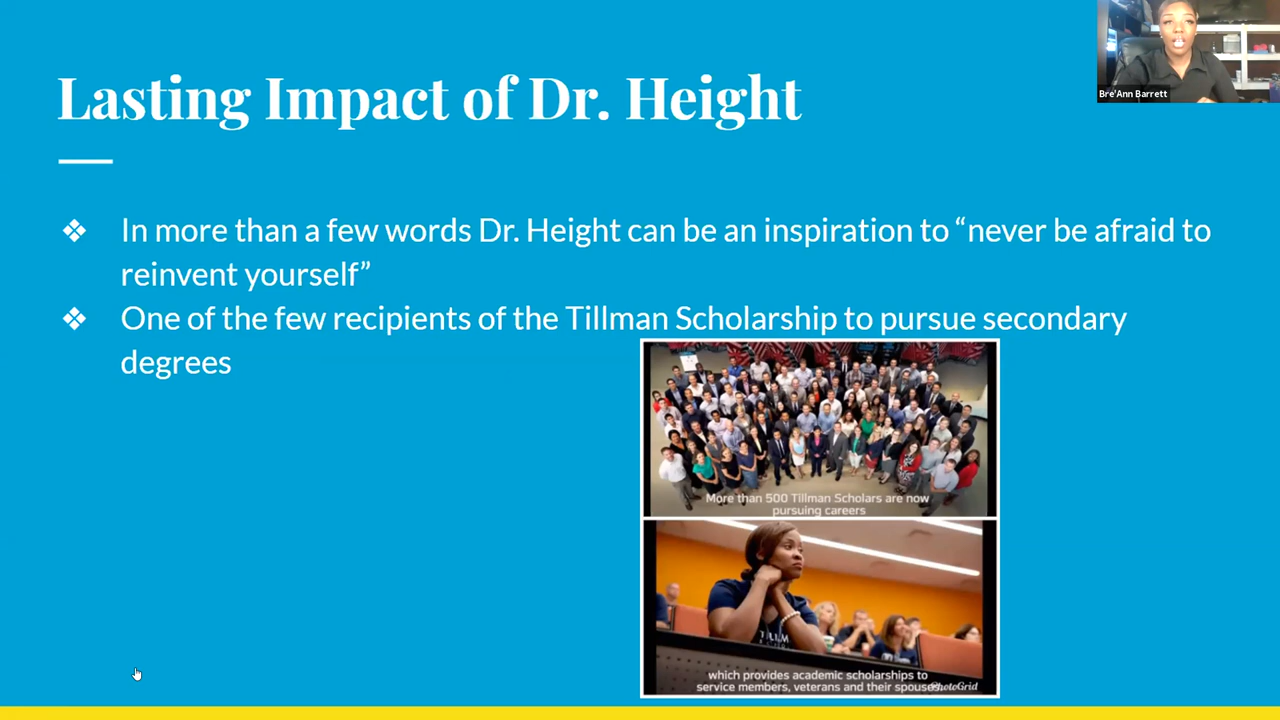 Bre'Ann Barrett
Lasting Impact of Dr. Height
❖ In more than a few words Dr. Height can be an inspiration to “never be afraid to
reinvent yourself”
❖ One of the few recipients of the Tillman Scholarship to pursue secondary
degrees
More than 500 Tillman Scholars are now
pursuing careers
TILLM
which provides academic scholarships to
service members, veterans and their spouses.
PhotoGrid